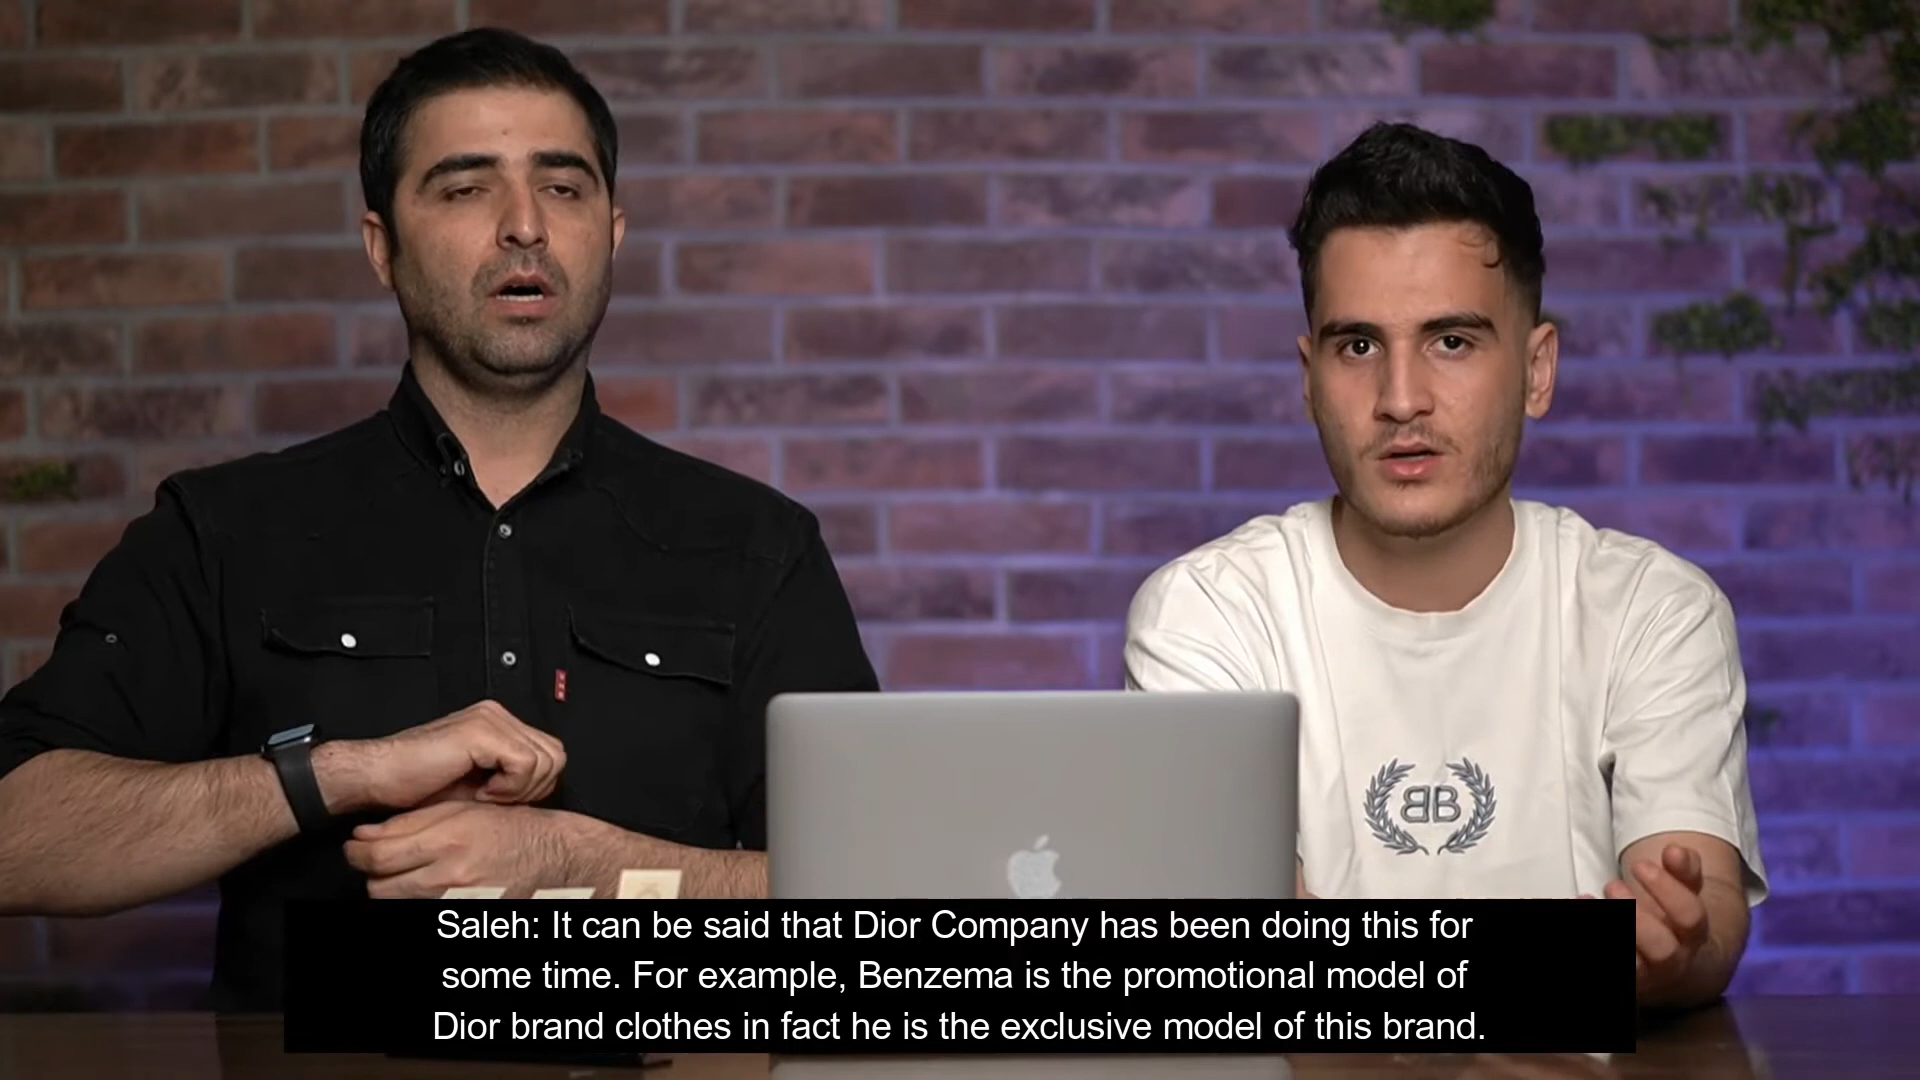 BB
Saleh: It can be said that Dior Company has been doing this for
some time. For example, Benzema is the promotional model of
Dior brand clothes in fact he is the exclusive model of this brand.